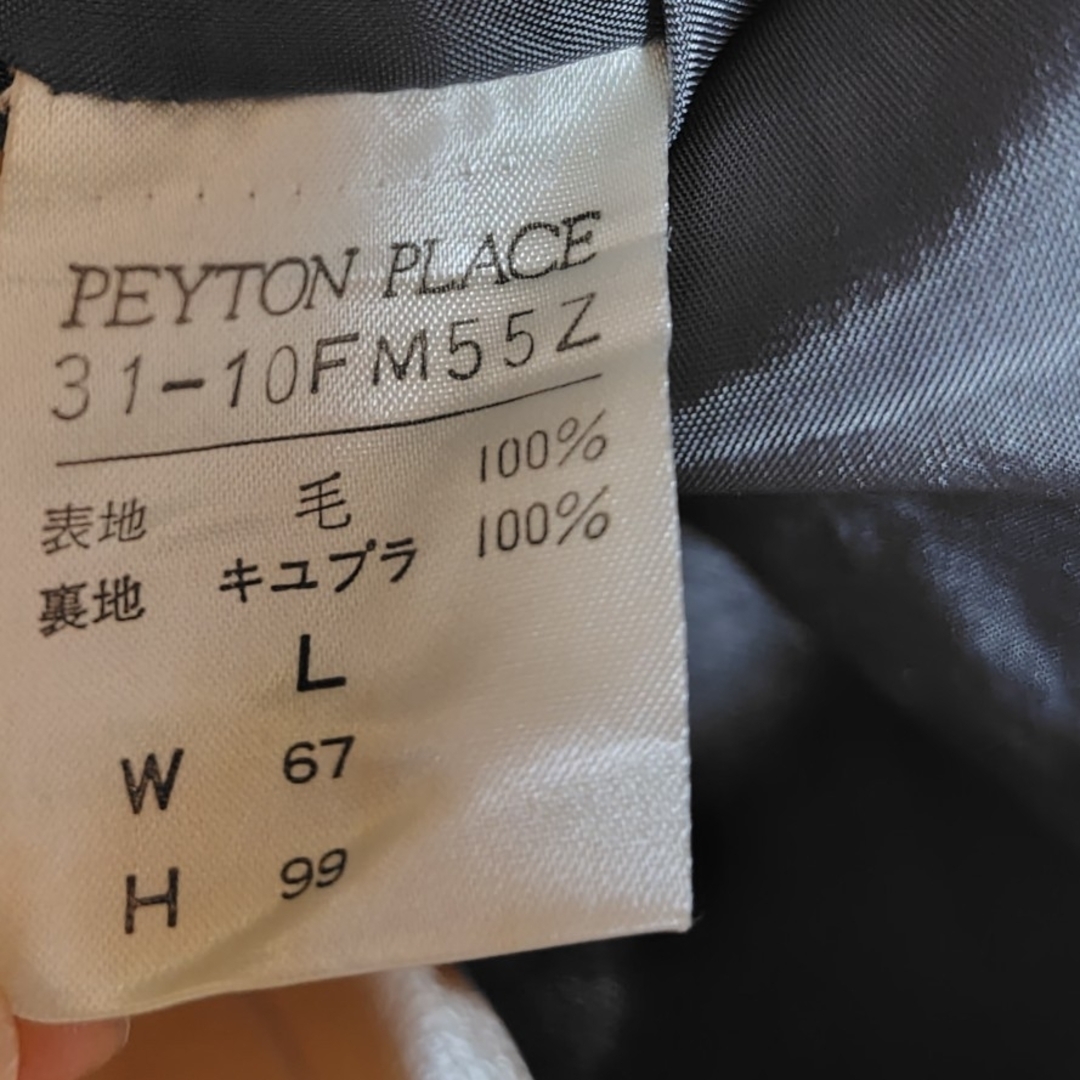 PEYTON PLACE
31-10FM55Z
表地 毛 100%
裏地 キュプラ 100%
L
W 67
H 99